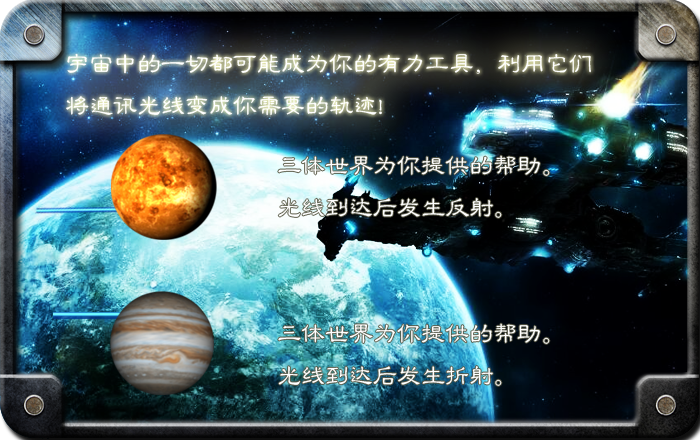 宇宙中的一切都可能成为你的有力工具，利用它们
将通讯光线变成你需要的轨迹!
三体世界为你提供的帮助。
光线到达后发生反射。
三体世界为你提供的帮助。
光线到达后发生折射。